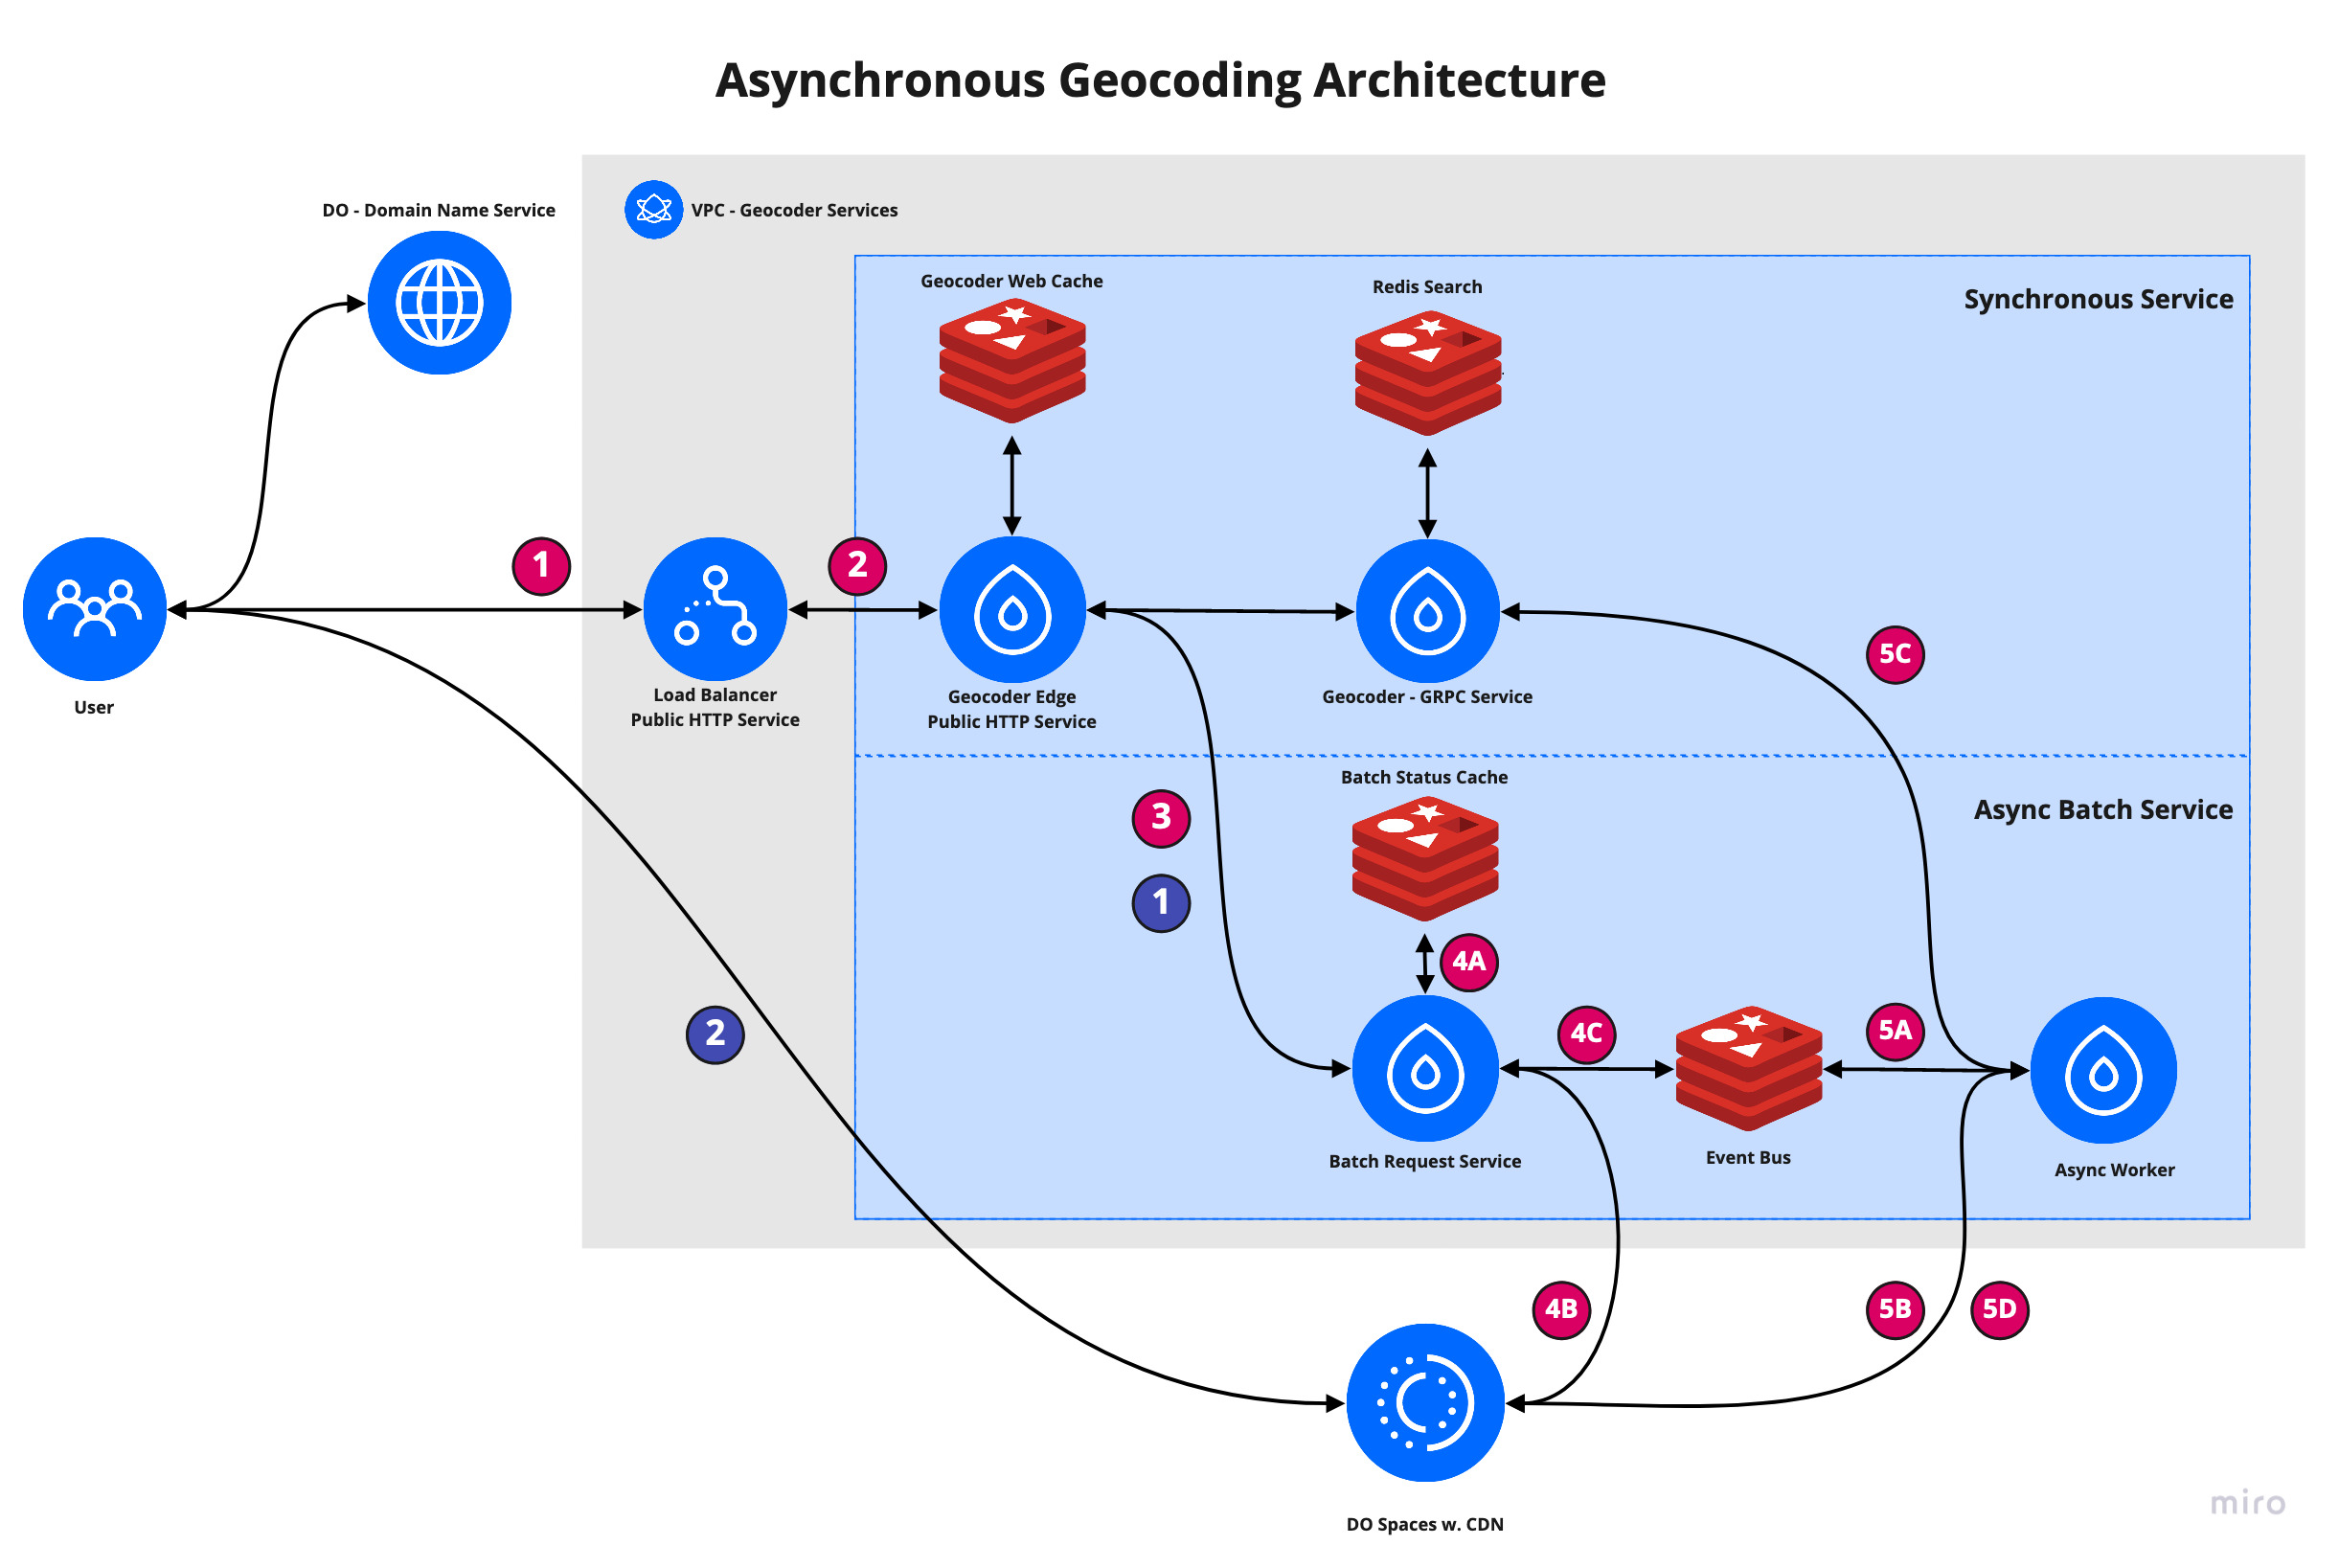 Asynchronous Geocoding Architecture
DO - Domain Name Service
VPC - Geocoder Services
Geocoder Web Cache
Redis Search
Synchronous Service
1
2
5C
User
Load Balancer
Public HTTP Service
Geocoder Edge
Public HTTP Service
Geocoder - GRPC Service
Batch Status Cache
Async Batch Service
3
1
4A
2
4C
5A
Batch Request Service
Event Bus
Async Worker
4B
5B
5D
DO Spaces w. CDN
miro